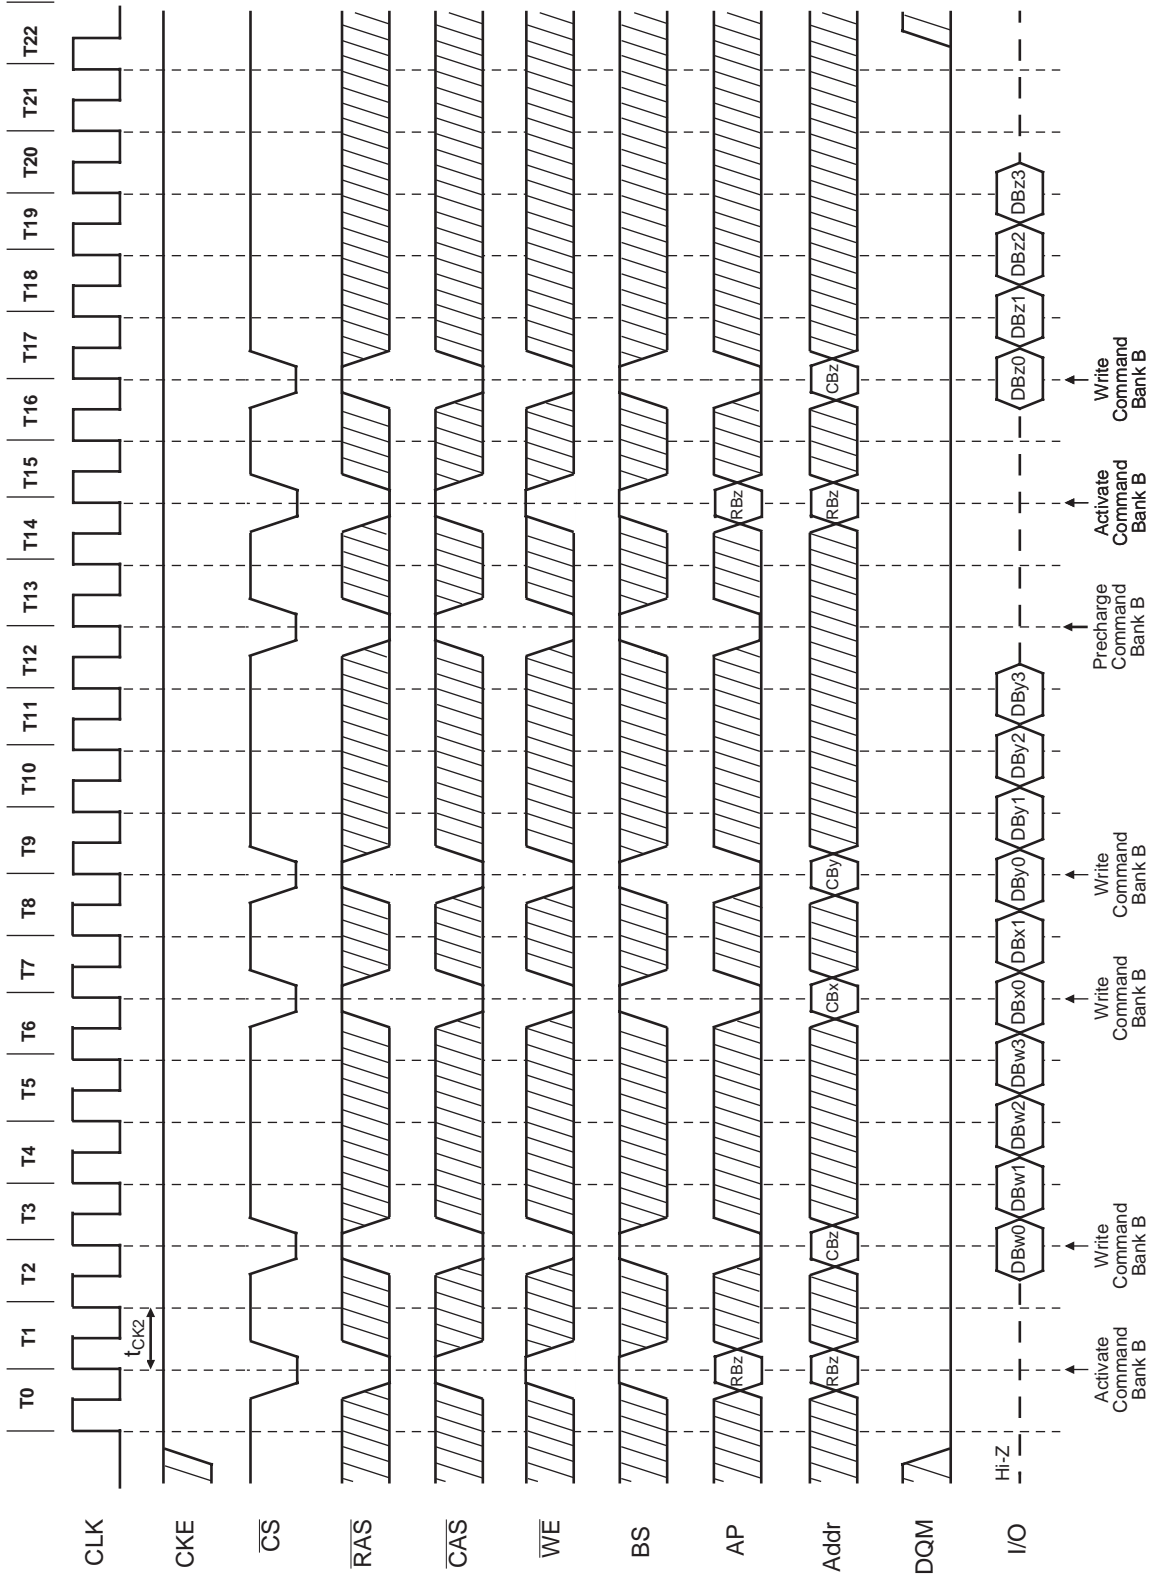 T0 T1 T2 T3 T4 T5 T6 T7 T8 T9 T10 T11 T12 T13 T14 T15 T16 T17 T18 T19 T20 T21 T22
CLK
tCK2
CKE
CS
RAS
CAS
WE
BS
AP
RBz RBz
Addr
RBz CBz CBx CBy RBz CBz
DQM
I/O
Hi-Z
DBw0 DBw1 DBw2 DBw3 DBx0 DBx1 DBy0 DBy1 DBy2 DBy3 DBz0 DBz1 DBz2 DBz3
Activate
Command
Bank B
Write
Command
Bank B
Write
Command
Bank B
Write
Command
Bank B
Precharge
Command
Bank B
Activate
Command
Bank B
Write
Command
Bank B